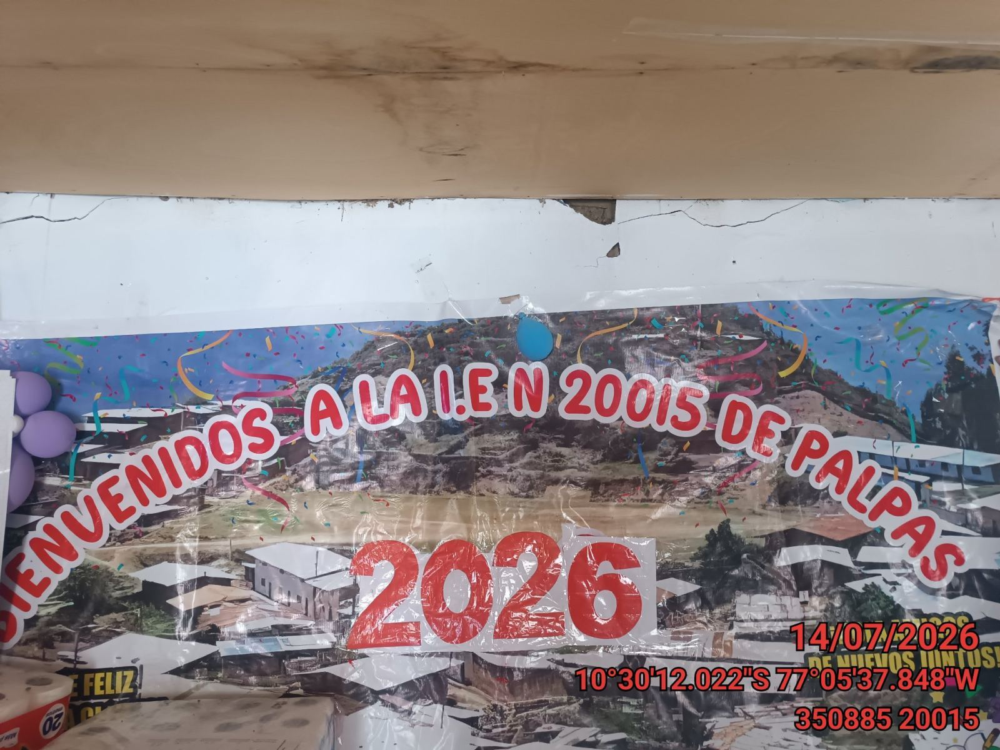 BIENVENIDOS A LA I.E N 20015 DE PALPAS
2026
14/07/2026
DE NUEVOS JUNTOS!
10°30'12.022"S 77°05'37.848"W
350885 20015
FELIZ
20